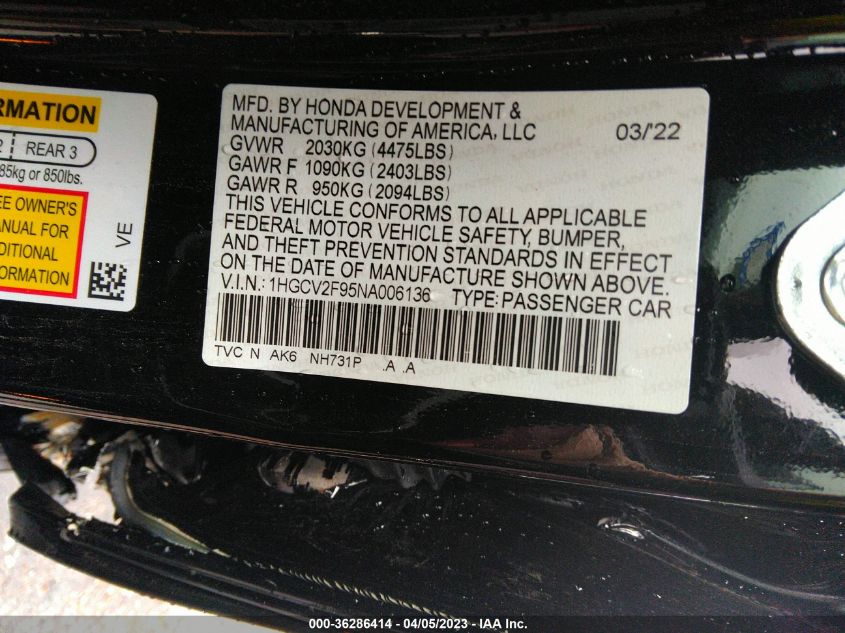 RMATION
2 REAR 3
85kg or 850lbs.
EE OWNER'S
ANUAL FOR
DDITIONAL
FORMATION
VE
MFD. BY HONDA DEVELOPMENT &
MANUFACTURING OF AMERICA, LLC 03/'22
GVWR 2030KG (4475LBS)
GAWR F 1090KG (2403LBS)
GAWR R 950KG (2094LBS)
THIS VEHICLE CONFORMS TO ALL APPLICABLE
FEDERAL MOTOR VEHICLE SAFETY, BUMPER,
AND THEFT PREVENTION STANDARDS IN EFFECT
ON THE DATE OF MANUFACTURE SHOWN ABOVE.
V.I.N.: 1HGCV2F95NA006136 TYPE: PASSENGER CAR
TVC N AK6 NH731P .A .A
000-36286414 - 04/05/2023 - IAA Inc.